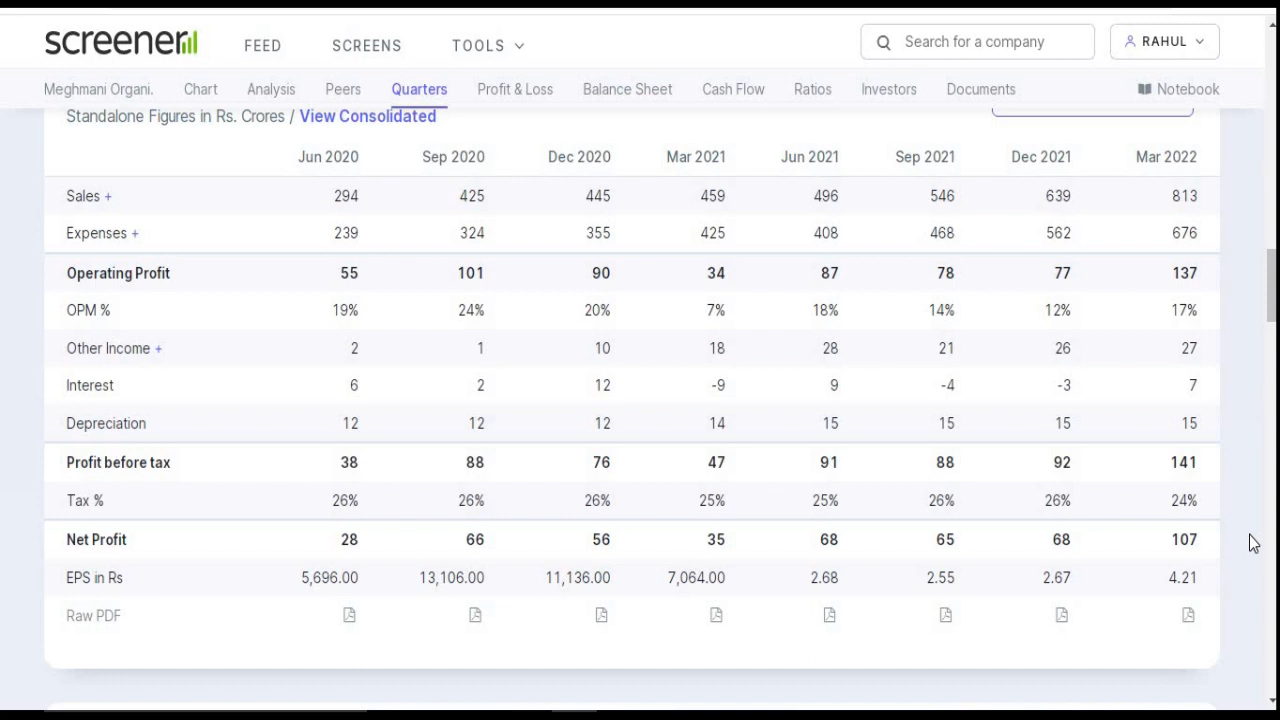 screener FEED SCREENS TOOLS Search for a company RAHUL
Meghmani Organi. Chart Analysis Peers Quarters Profit & Loss Balance Sheet Cash Flow Ratios Investors Documents Notebook
Standalone Figures in Rs. Crores / View Consolidated
Jun 2020 Sep 2020 Dec 2020 Mar 2021 Jun 2021 Sep 2021 Dec 2021 Mar 2022
Sales + 294 425 445 459 496 546 639 813
Expenses + 239 324 355 425 408 468 562 676
Operating Profit 55 101 90 34 87 78 77 137
OPM % 19% 24% 20% 7% 18% 14% 12% 17%
Other Income + 2 1 10 18 28 21 26 27
Interest 6 2 12 -9 9 -4 -3 7
Depreciation 12 12 12 14 15 15 15 15
Profit before tax 38 88 76 47 91 88 92 141
Tax % 26% 26% 26% 25% 25% 26% 26% 24%
Net Profit 28 66 56 35 68 65 68 107
EPS in Rs 5,696.00 13,106.00 11,136.00 7,064.00 2.68 2.55 2.67 4.21
Raw PDF